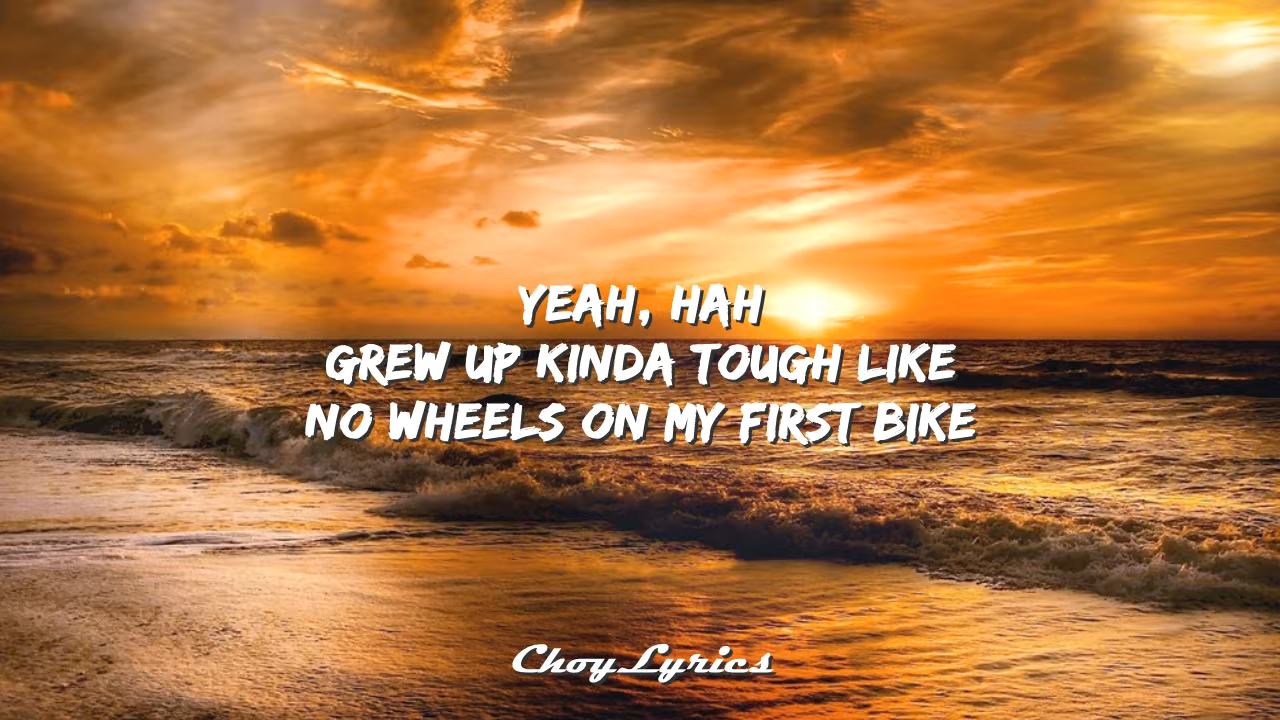 YEAH, HAH
GREW UP KINDA TOUGH LIKE
NO WHEELS ON MY FIRST BIKE
ChoyLyrics